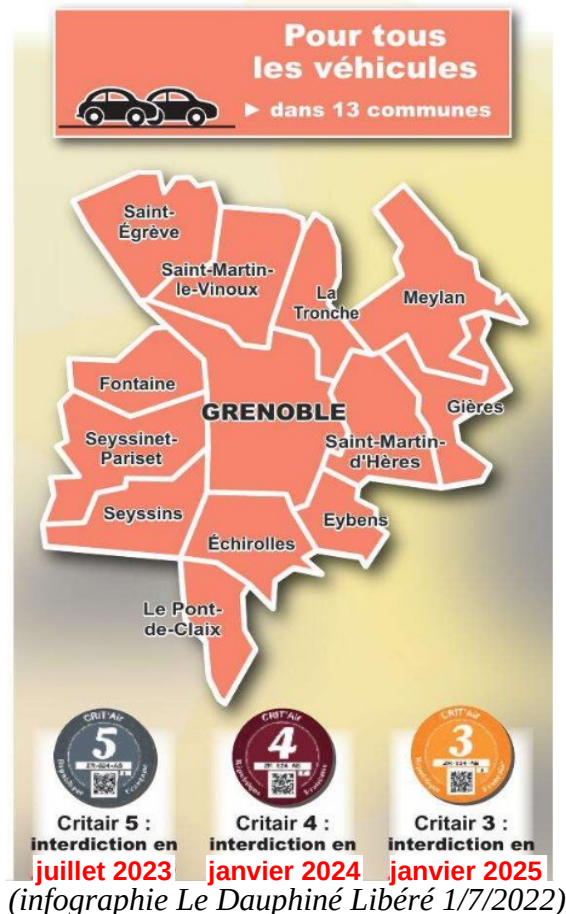 Pour tous
les véhicules
► dans 13 communes
Saint-
Égrève
Saint-Martin-
le-Vinoux
La
Tronche
Meylan
Fontaine
GRENOBLE
Gières
Seyssinet-
Pariset
Saint-Martin-
d'Hères
Seyssins
Eybens
Échirolles
Le Pont-
de-Claix
CRIT'Air
5
Critair 5 :
interdiction en
juillet 2023
CRIT'Air
4
Critair 4 :
interdiction en
janvier 2024
CRIT'Air
3
Critair 3 :
interdiction en
janvier 2025
(infographie Le Dauphiné Libéré 1/7/2022)